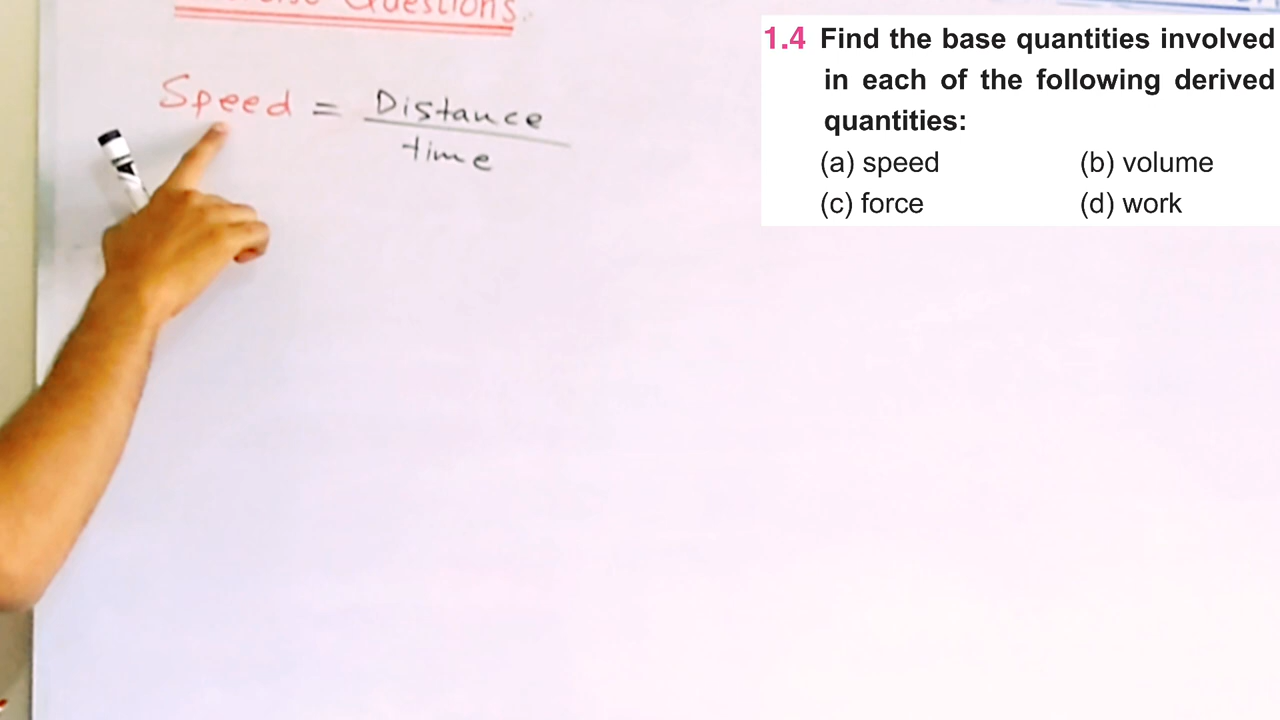 Questions.
Speed = Distance
time
1.4 Find the base quantities involved
in each of the following derived
quantities:
(a) speed (b) volume
(c) force (d) work